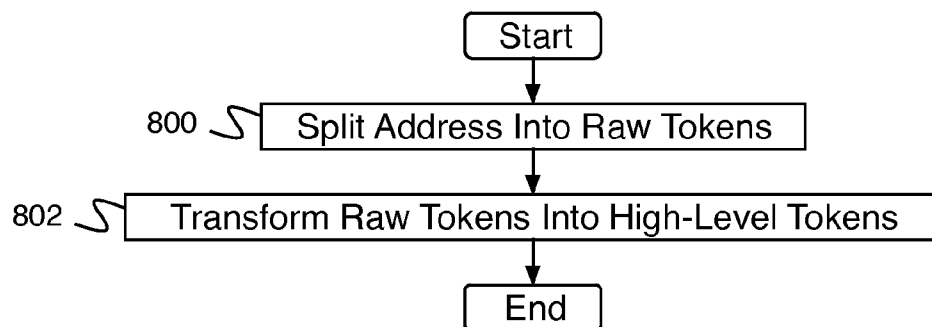 Start
800 Split Address Into Raw Tokens
802 Transform Raw Tokens Into High-Level Tokens
End